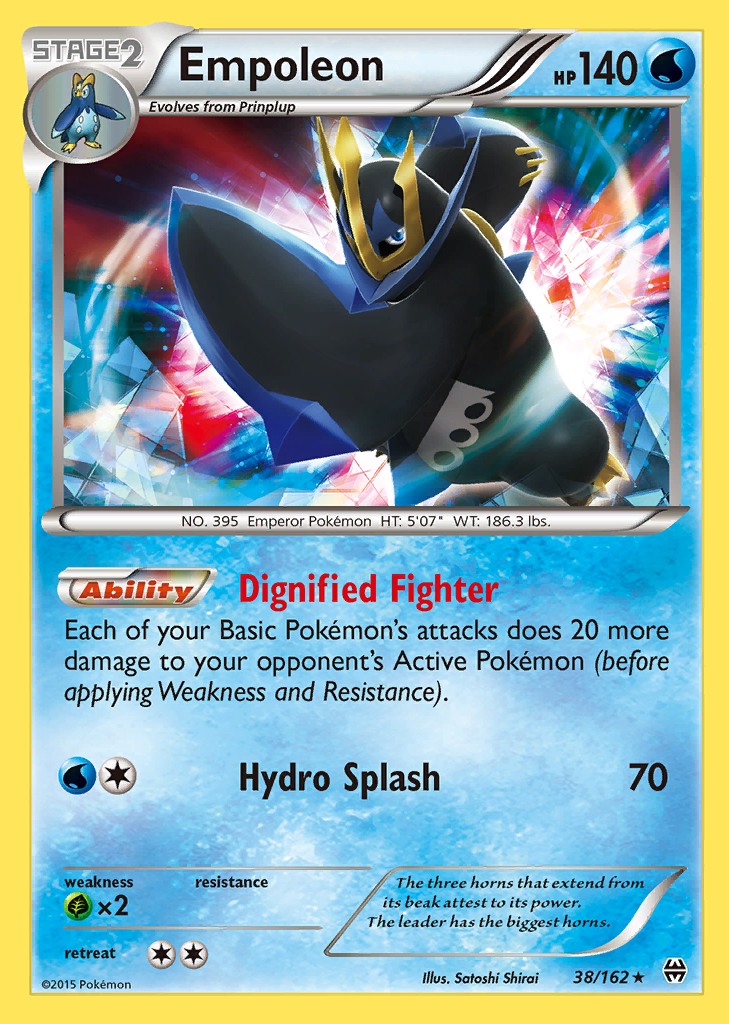 STAGE2
Empoleon
HP140
Evolves from Prinplup
NO. 395 Emperor Pokémon HT: 5'07" WT: 186.3 lbs.
Ability Dignified Fighter
Each of your Basic Pokémon's attacks does 20 more
damage to your opponent's Active Pokémon (before
applying Weakness and Resistance).
Hydro Splash 70
weakness resistance
×2
The three horns that extend from
its beak attest to its power.
The leader has the biggest horns.
retreat
©2015 Pokémon
Illus. Satoshi Shirai
38/162 ★